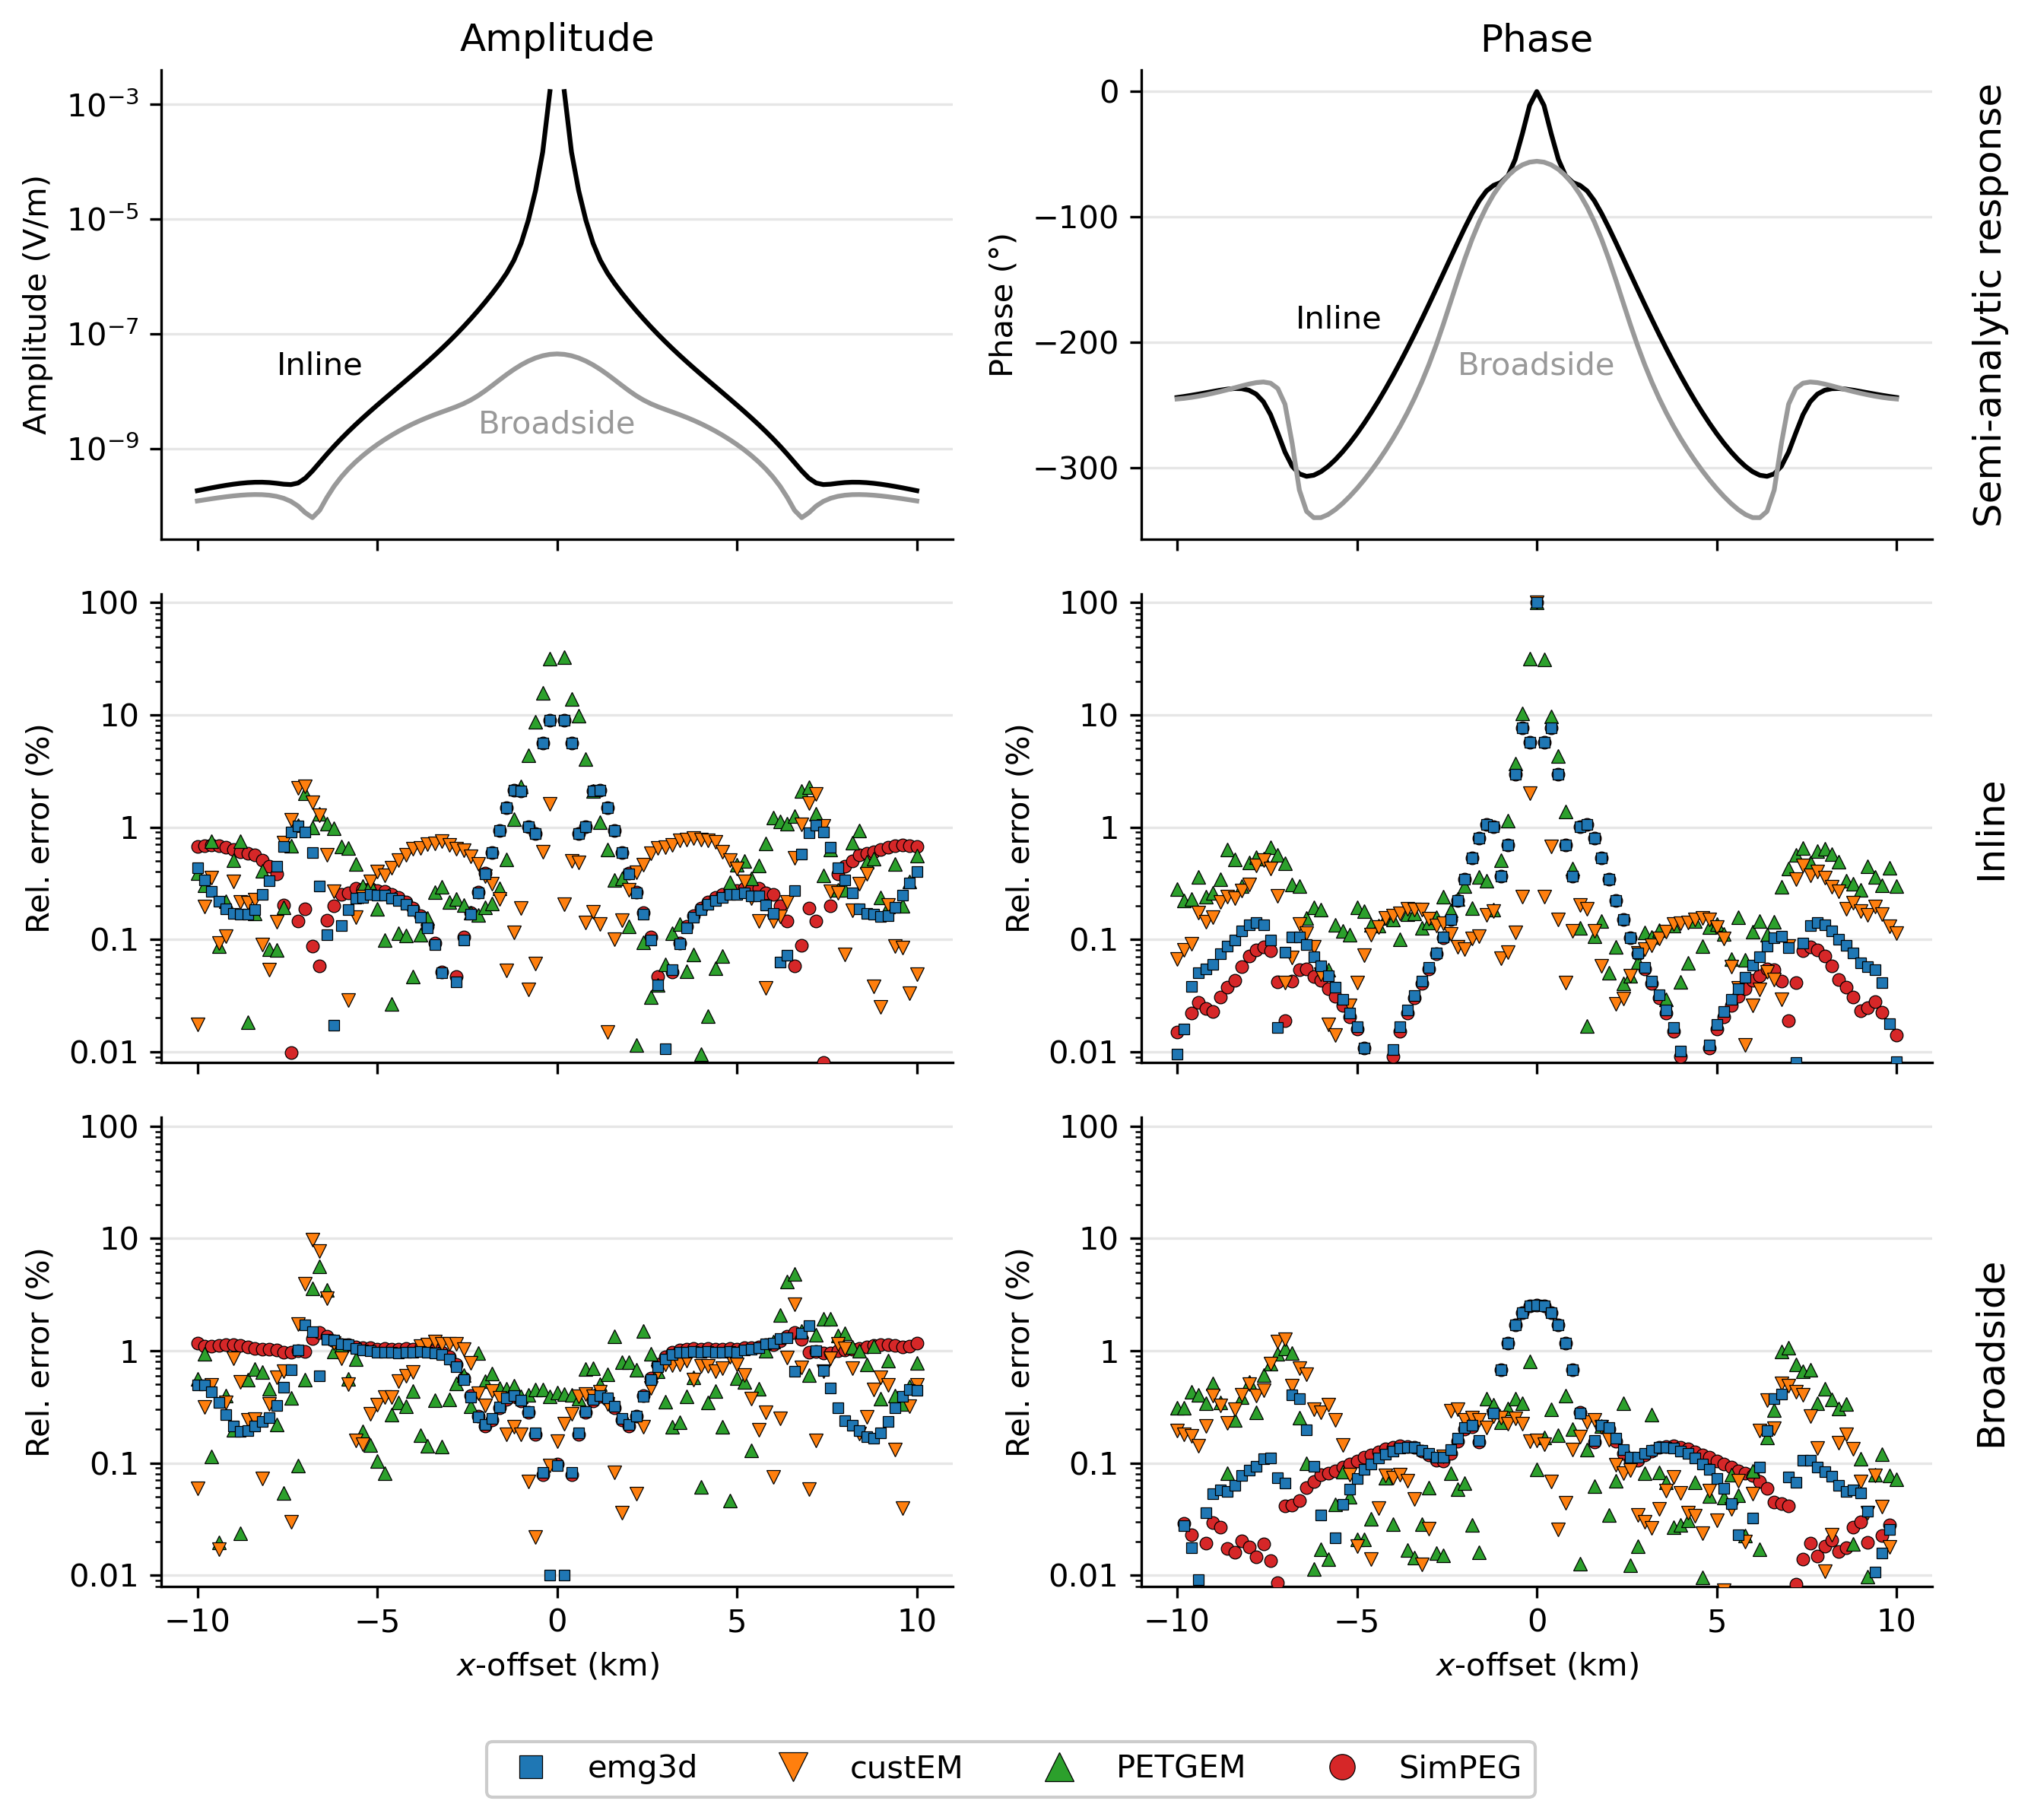 Amplitude
Phase
Amplitude (V/m)
10⁻³
10⁻⁵
10⁻⁷
10⁻⁹
Inline
Broadside
Phase (°)
0
−100
−200
−300
Inline
Broadside
Semi-analytic response
Rel. error (%)
100
10
1
0.1
0.01
Rel. error (%)
100
10
1
0.1
0.01
Inline
Rel. error (%)
100
10
1
0.1
0.01
−10 −5 0 5 10
x-offset (km)
Rel. error (%)
100
10
1
0.1
0.01
−10 −5 0 5 10
x-offset (km)
Broadside
emg3d custEM PETGEM SimPEG